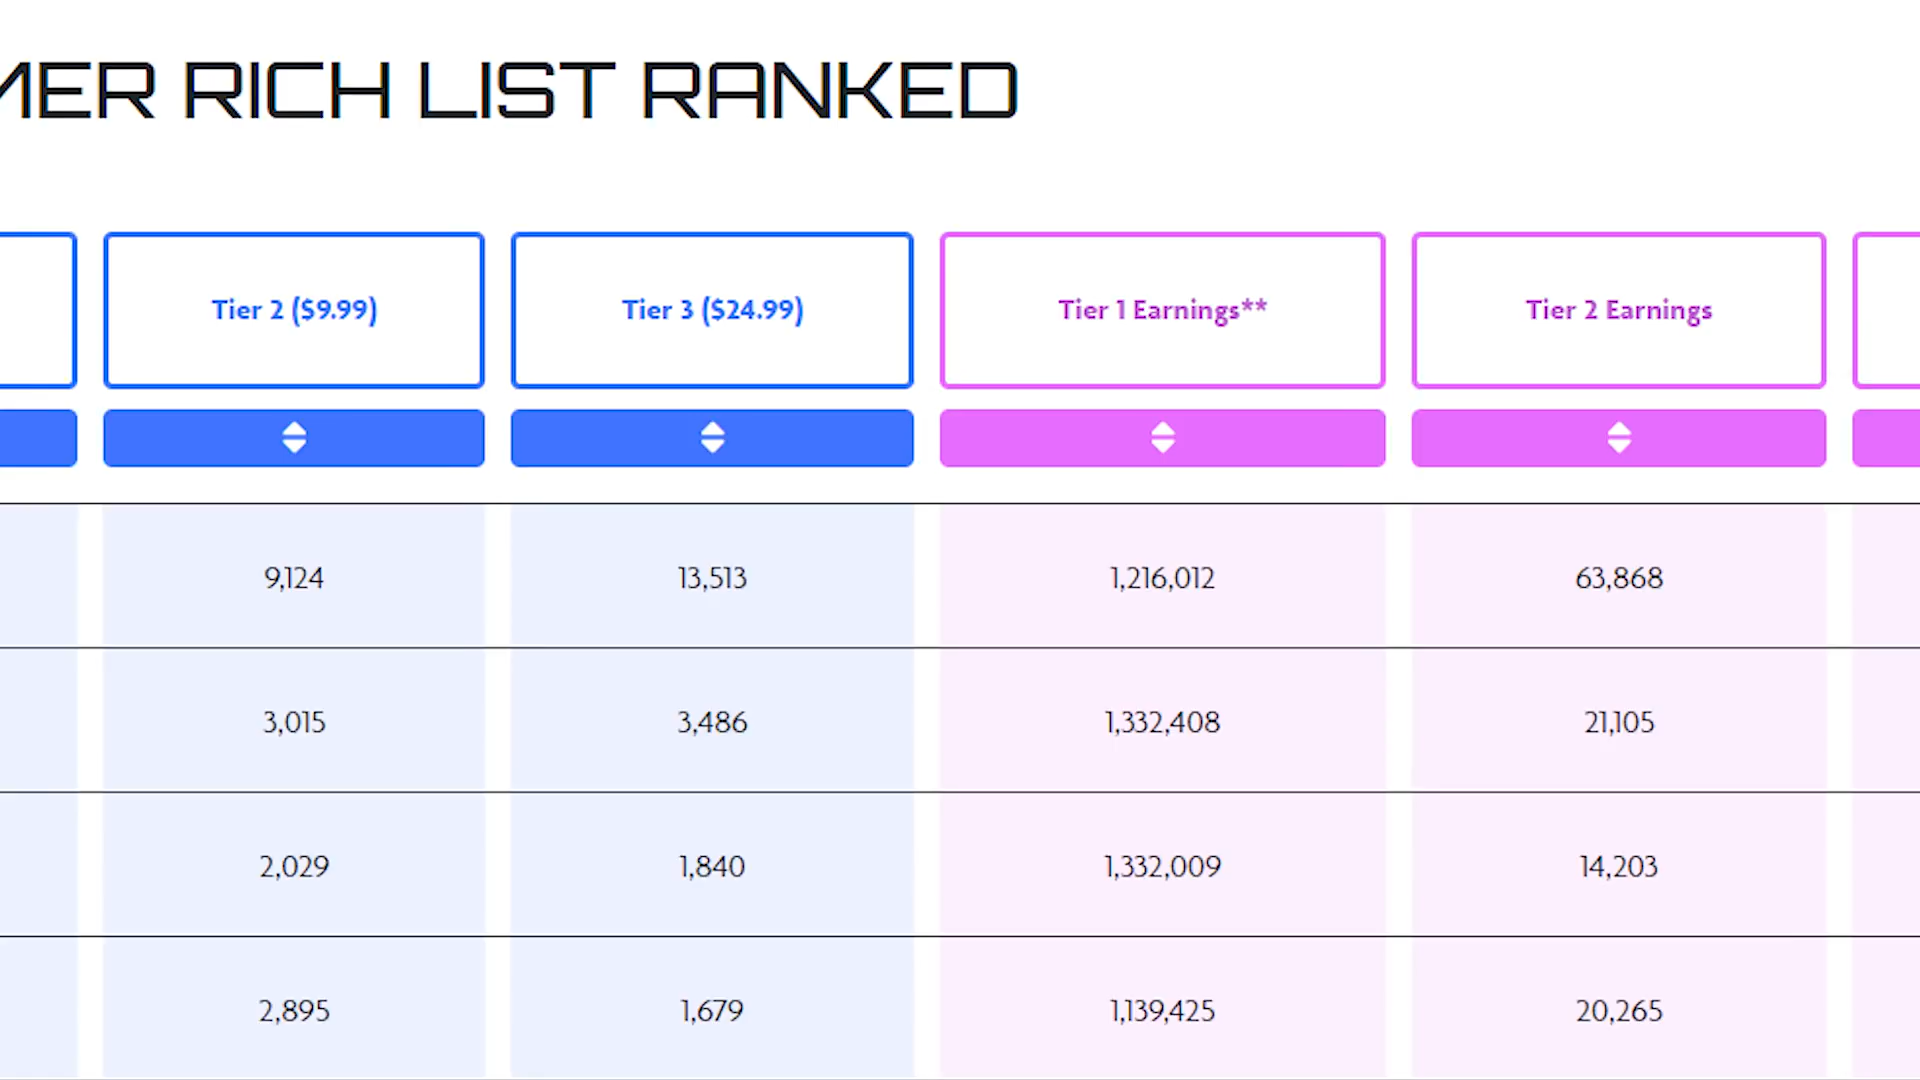 MER RICH LIST RANKED
Tier 2 ($9.99) Tier 3 ($24.99) Tier 1 Earnings** Tier 2 Earnings
9,124 13,513 1,216,012 63,868
3,015 3,486 1,332,408 21,105
2,029 1,840 1,332,009 14,203
2,895 1,679 1,139,425 20,265